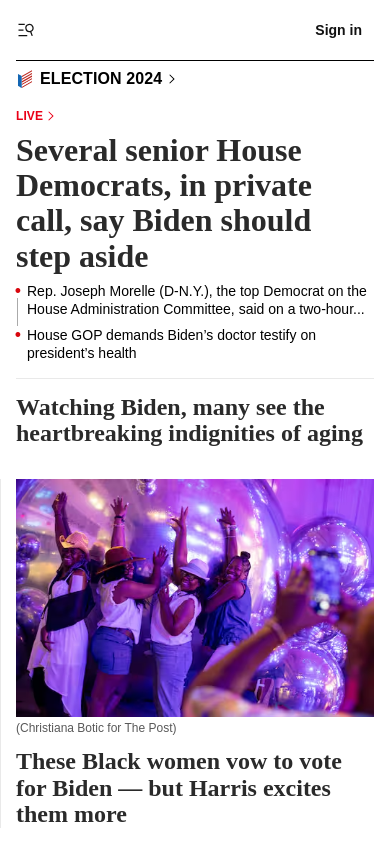 Sign in
ELECTION 2024
LIVE
Several senior House
Democrats, in private
call, say Biden should
step aside
Rep. Joseph Morelle (D-N.Y.), the top Democrat on the
House Administration Committee, said on a two-hour...
House GOP demands Biden’s doctor testify on
president’s health
Watching Biden, many see the
heartbreaking indignities of aging
(Christiana Botic for The Post)
These Black women vow to vote
for Biden — but Harris excites
them more